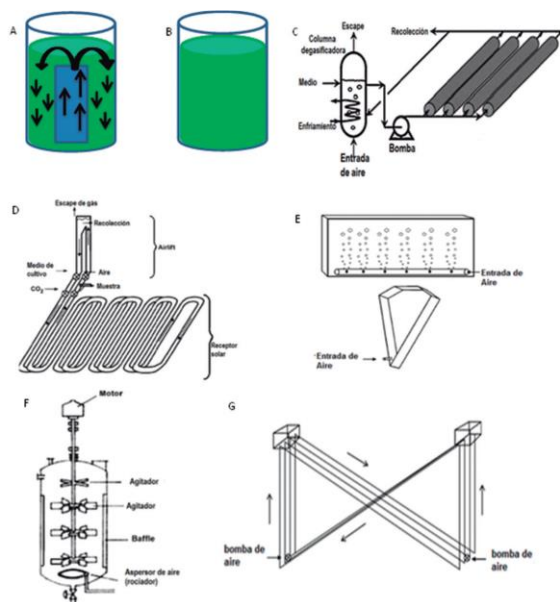 A
B
C
Escape
Columna
degasificadora
Recolección
Medio
Enfriamiento
Bomba
Entrada
de aire
D
Escape de gas
Recolección
Airlift
Medio de
cultivo
Aire
Muestra
CO2
Receptor
solar
E
Entrada de
Aire
Entrada de
Aire
F
Motor
Agitador
Agitador
Baffle
Aspersor de aire
(rociador)
G
bomba de
aire
bomba de
aire